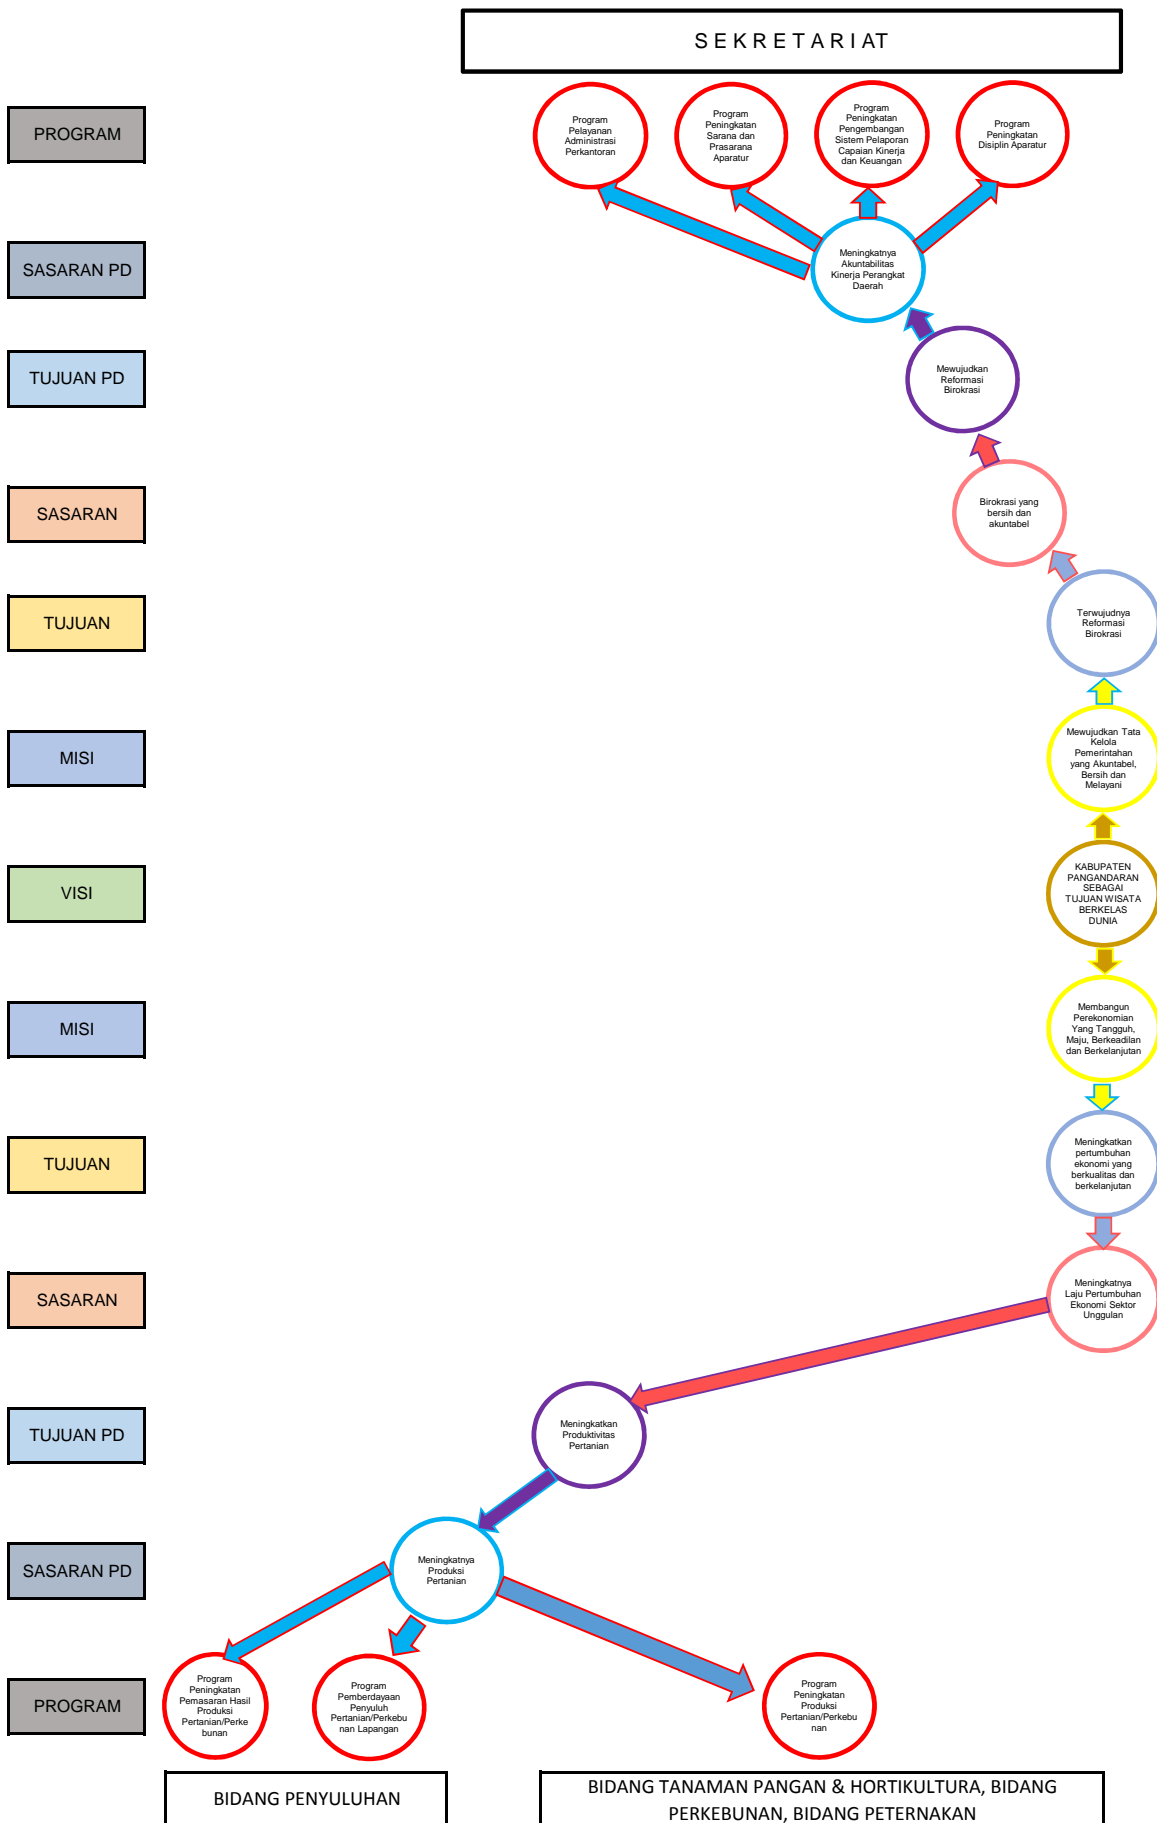 S E K R E T A R I A T
PROGRAM
Program
Pelayanan
Administrasi
Perkantoran
Program
Peningkatan
Sarana dan
Prasarana
Aparatur
Program
Peningkatan
Pengembangan
Sistem Pelaporan
Capaian Kinerja
dan Keuangan
Program
Peningkatan
Disiplin Aparatur
SASARAN PD
Meningkatnya
Akuntabilitas
Kinerja Perangkat
Daerah
TUJUAN PD
Mewujudkan
Reformasi
Birokrasi
SASARAN
Birokrasi yang
bersih dan
akuntabel
TUJUAN
Terwujudnya
Reformasi
Birokrasi
MISI
Mewujudkan Tata
Kelola
Pemerintahan
yang Akuntabel,
Bersih dan
Melayani
VISI
KABUPATEN
PANGANDARAN
SEBAGAI
TUJUAN WISATA
BERKELAS
DUNIA
MISI
Membangun
Perekonomian
Yang Tangguh,
Maju, Berkeadilan
dan Berkelanjutan
TUJUAN
Meningkatkan
pertumbuhan
ekonomi yang
berkualitas dan
berkelanjutan
SASARAN
Meningkatnya
Laju Pertumbuhan
Ekonomi Sektor
Unggulan
TUJUAN PD
Meningkatkan
Produktivitas
Pertanian
SASARAN PD
Meningkatnya
Produksi
Pertanian
PROGRAM
Program
Peningkatan
Pemasaran Hasil
Produksi
Pertanian/Perke
bunan
Program
Pemberdayaan
Penyuluh
Pertanian/Perkebu
nan Lapangan
Program
Peningkatan
Produksi
Pertanian/Perkebu
nan
BIDANG PENYULUHAN
BIDANG TANAMAN PANGAN & HORTIKULTURA, BIDANG
PERKEBUNAN, BIDANG PETERNAKAN